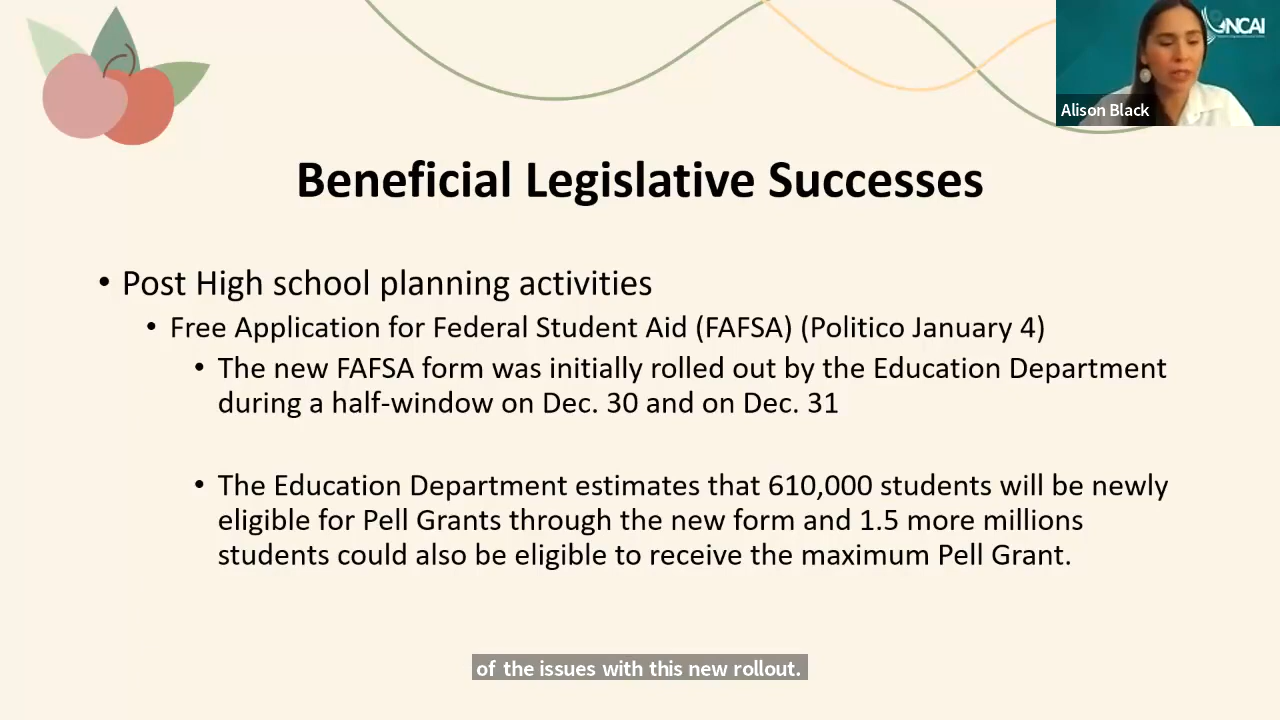 NCAI
Alison Black
Beneficial Legislative Successes
• Post High school planning activities
• Free Application for Federal Student Aid (FAFSA) (Politico January 4)
• The new FAFSA form was initially rolled out by the Education Department
during a half-window on Dec. 30 and on Dec. 31
• The Education Department estimates that 610,000 students will be newly
eligible for Pell Grants through the new form and 1.5 more millions
students could also be eligible to receive the maximum Pell Grant.
of the issues with this new rollout.